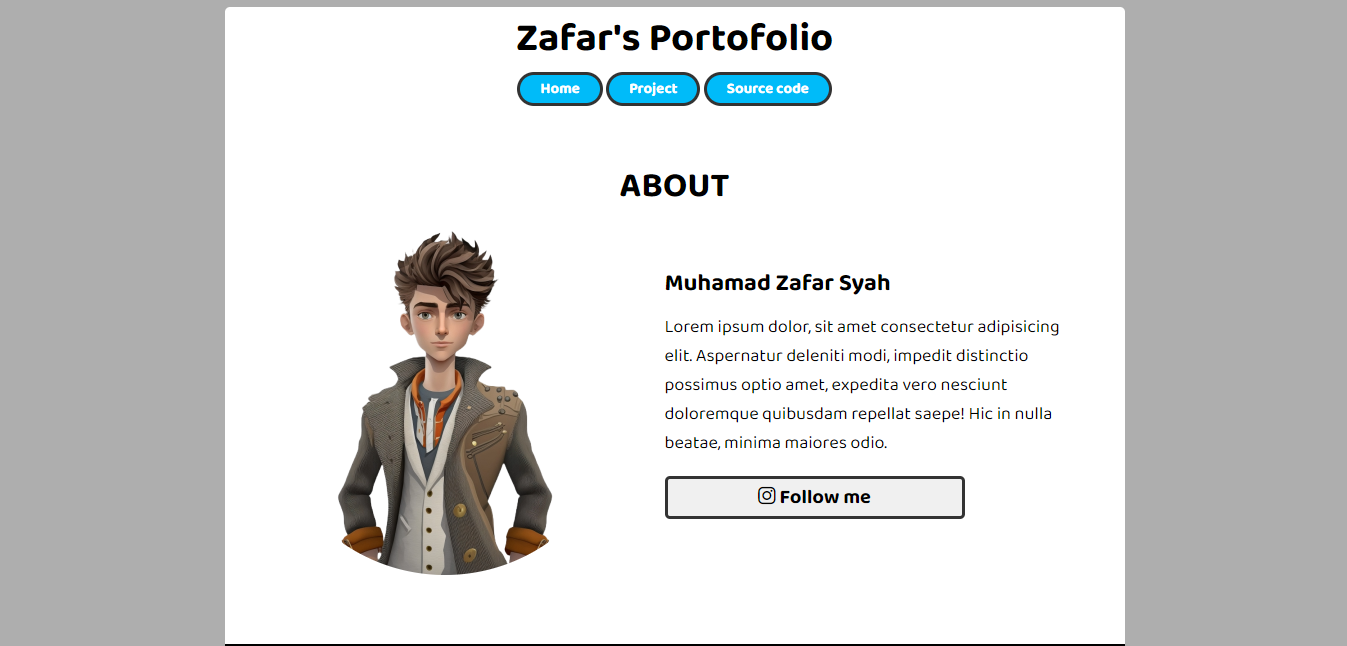 Zafar's Portofolio
Home Project Source code
ABOUT
Muhamad Zafar Syah
Lorem ipsum dolor, sit amet consectetur adipisicing
elit. Aspernatur deleniti modi, impedit distinctio
possimus optio amet, expedita vero nesciunt
doloremque quibusdam repellat saepe! Hic in nulla
beatae, minima maiores odio.
Follow me